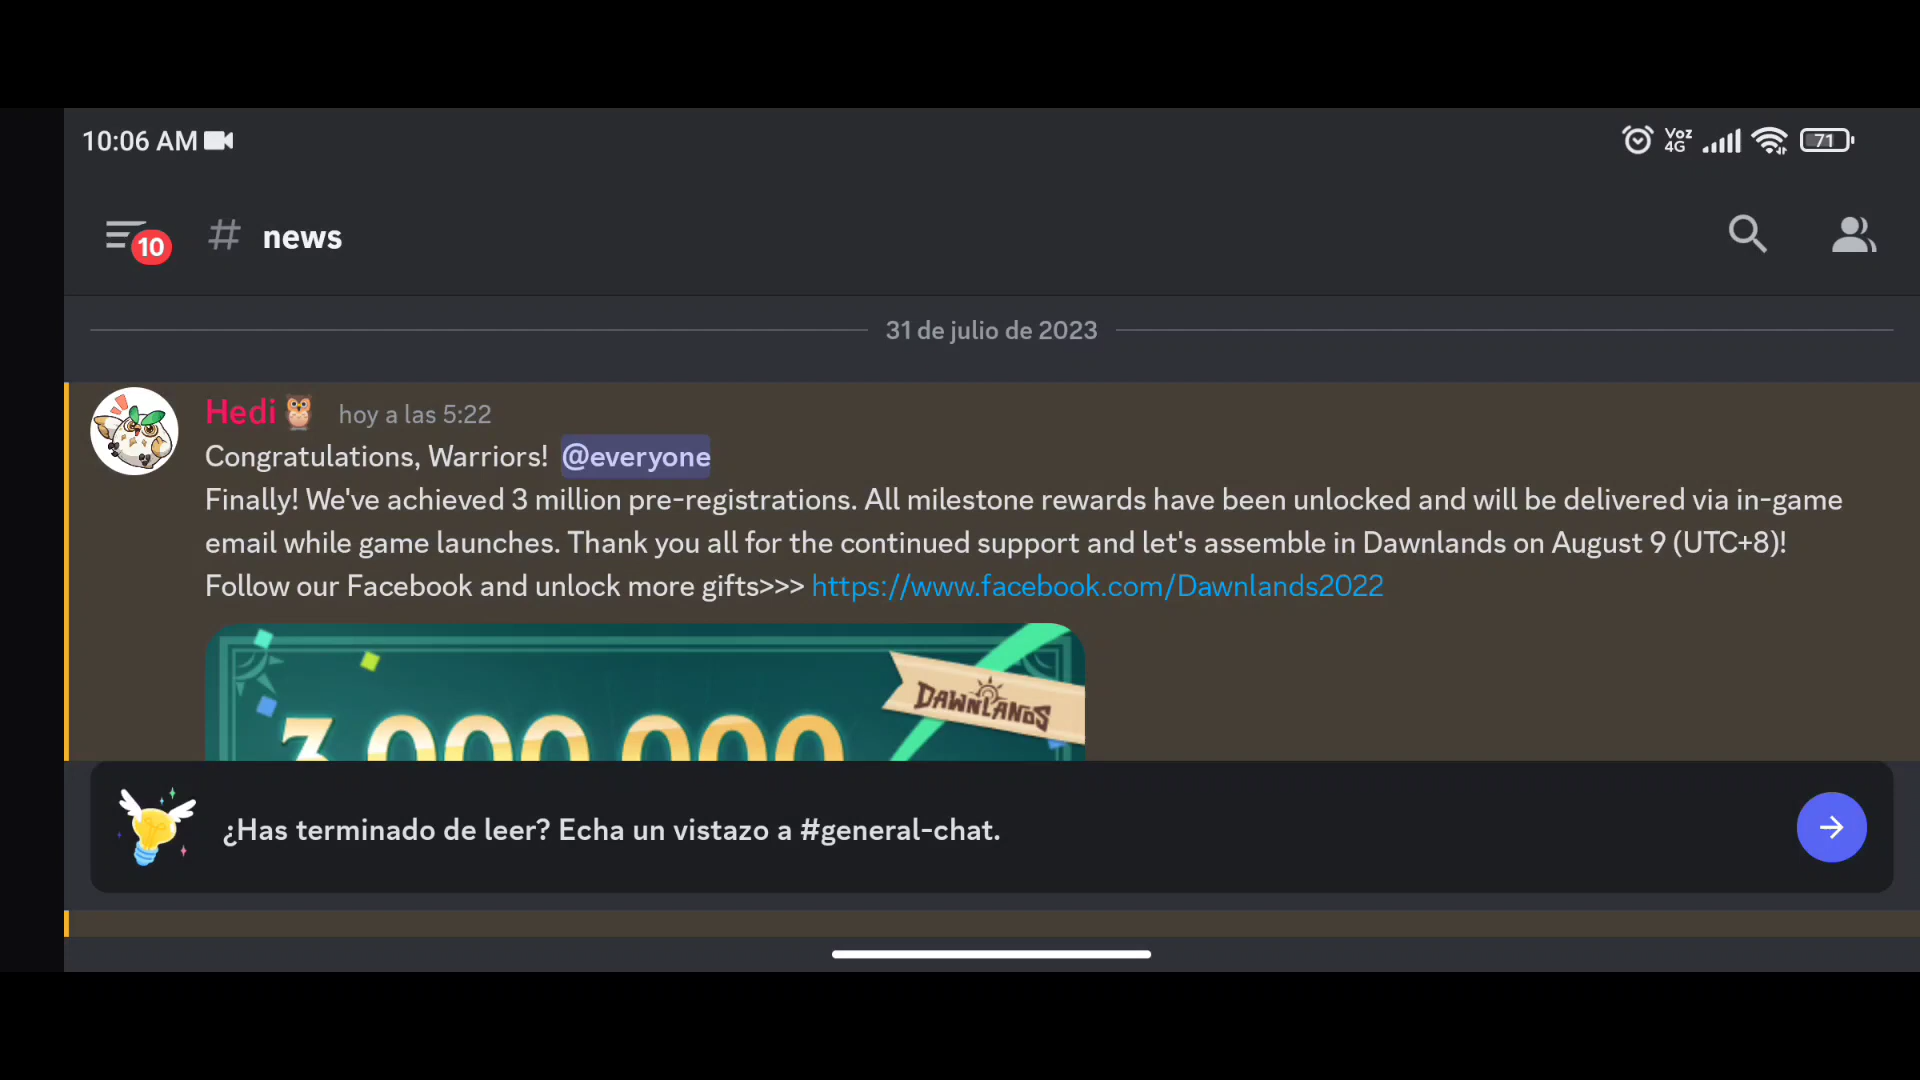 10:06 AM
Voz
4G
71
10
# news
31 de julio de 2023
Hedi🦉 hoy a las 5:22
Congratulations, Warriors! @everyone
Finally! We've achieved 3 million pre-registrations. All milestone rewards have been unlocked and will be delivered via in-game
email while game launches. Thank you all for the continued support and let's assemble in Dawnlands on August 9 (UTC+8)!
Follow our Facebook and unlock more gifts>>> https://www.facebook.com/Dawnlands2022
DAWNLANDS
3 000 000
¿Has terminado de leer? Echa un vistazo a #general-chat.